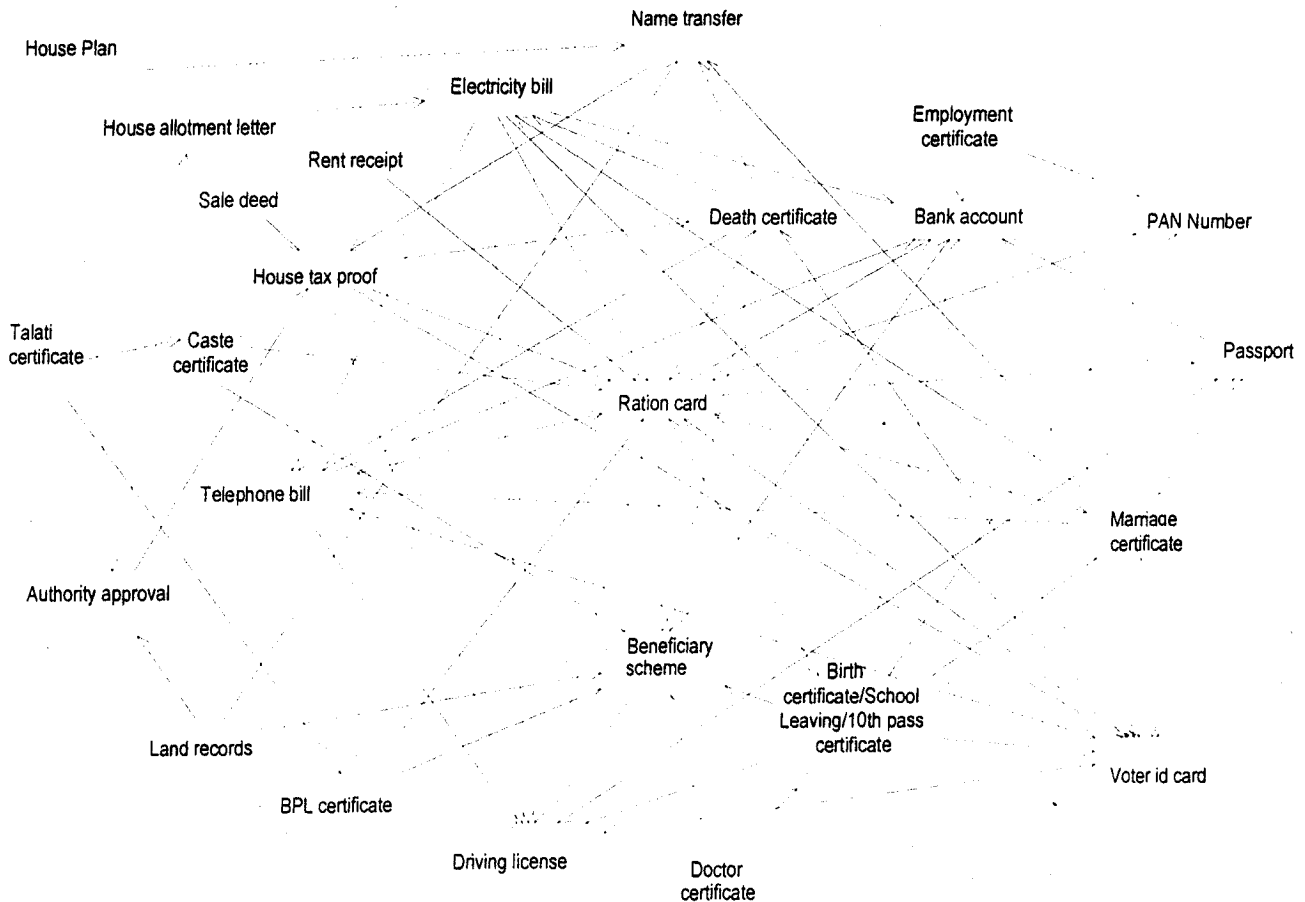 Name transfer
House Plan
Electricity bill
House allotment letter
Employment
certificate
Rent receipt
Sale deed
Death certificate
Bank account
PAN Number
House tax proof
Talati
certificate
Caste
certificate
Passport
Ration card
Telephone bill
Marriage
certificate
Authority approval
Beneficiary
scheme
Birth
certificate/School
Leaving/10th pass
certificate
Land records
Voter id card
BPL certificate
Driving license
Doctor
certificate